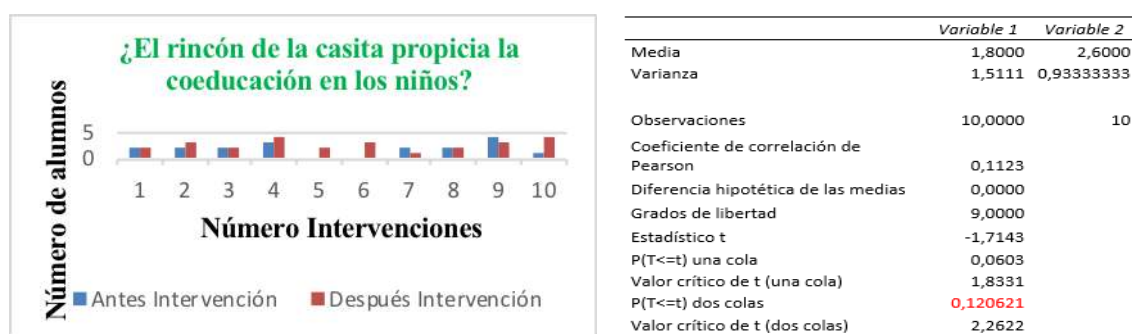 ¿El rincón de la casita propicia la
coeducación en los niños?
Número de alumnos
5
0
1 2 3 4 5 6 7 8 9 10
Número Intervenciones
Antes Intervención Después Intervención
Variable 1 Variable 2
Media 1,8000 2,6000
Varianza 1,5111 0,93333333
Observaciones 10,0000 10
Coeficiente de correlación de
Pearson 0,1123
Diferencia hipotética de las medias 0,0000
Grados de libertad 9,0000
Estadístico t -1,7143
P(T<=t) una cola 0,0603
Valor crítico de t (una cola) 1,8331
P(T<=t) dos colas 0,120621
Valor crítico de t (dos colas) 2,2622